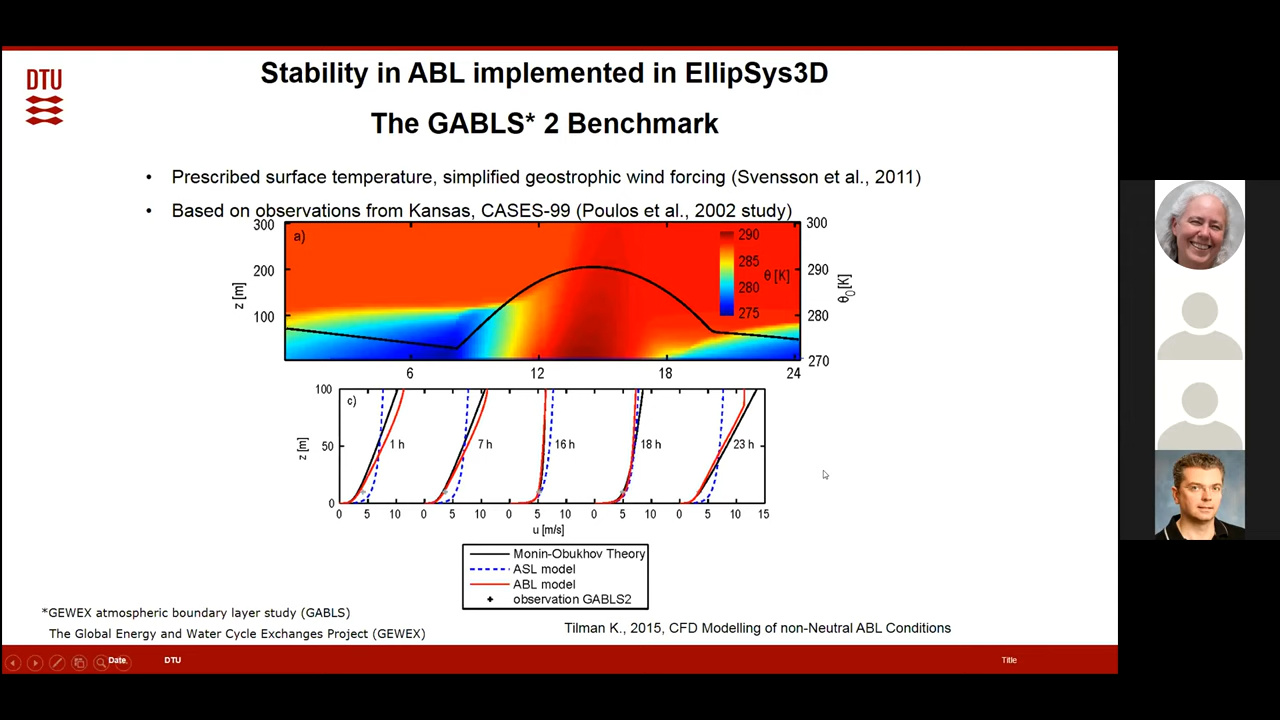 DTU
Stability in ABL implemented in EllipSys3D
The GABLS* 2 Benchmark
• Prescribed surface temperature, simplified geostrophic wind forcing (Svensson et al., 2011)
• Based on observations from Kansas, CASES-99 (Poulos et al., 2002 study)
300
200
100
z [m]
a)
290
285
280
275
θ [K]
300
290
280
270
θ0 [K]
6 12 18 24
100
50
0
z [m]
c)
1 h 7 h 16 h 18 h 23 h
0 5 10 0 5 10 0 5 10 0 5 10 0 5 10 15
u [m/s]
Monin-Obukhov Theory
ASL model
ABL model
+ observation GABLS2
*GEWEX atmospheric boundary layer study (GABLS)
The Global Energy and Water Cycle Exchanges Project (GEWEX)
Tilman K., 2015, CFD Modelling of non-Neutral ABL Conditions
Date. DTU Title